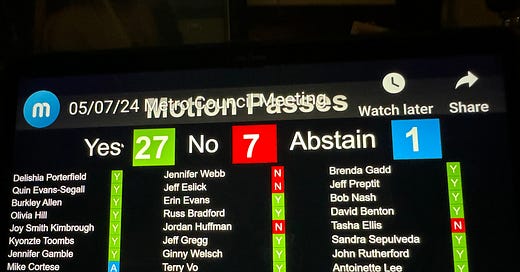 m 05/07/24 Metro Council Meeting
Motion Passes
Watch later Share
Yes 27 No 7 Abstain 1
Delishia Porterfield Y Jennifer Webb N Brenda Gadd Y
Quin Evans-Segall Y Jeff Eslick N Jeff Preptit Y
Burkley Allen Y Erin Evans Y Bob Nash Y
Olivia Hill Y Russ Bradford Y David Benton Y
Joy Smith Kimbrough Y Jordan Huffman N Tasha Ellis N
Kyonzte Toombs Y Jeff Gregg Y Sandra Sepulveda Y
Jennifer Gamble Y Ginny Welsch Y John Rutherford Y
Mike Cortese A Terry Vo Y Antoinette Lee Y